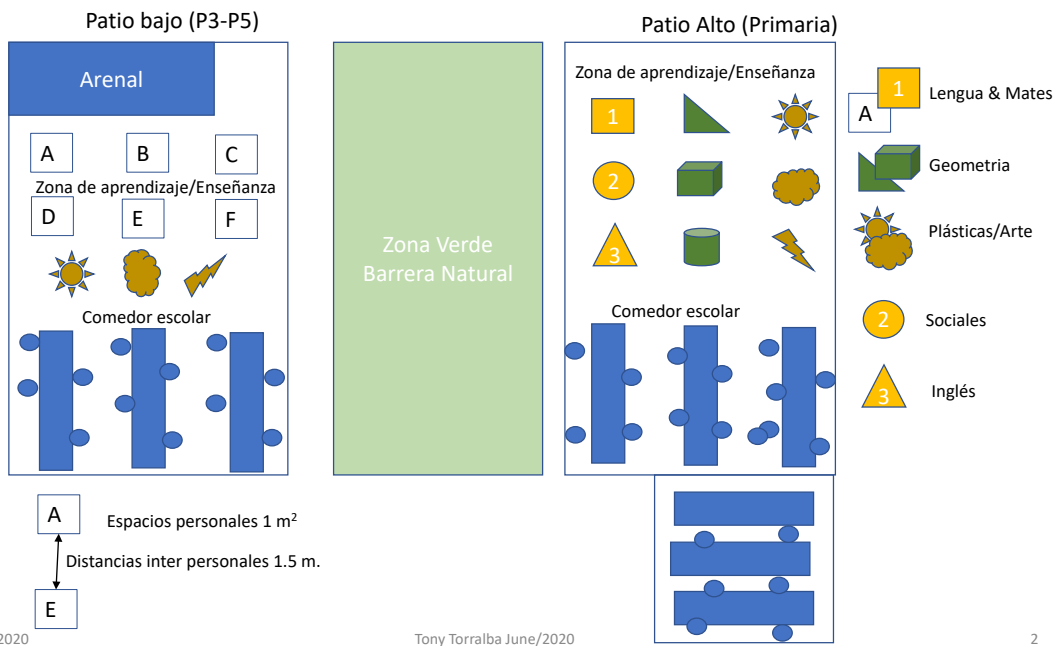 Patio bajo (P3-P5)
Arenal
A
B
C
Zona de aprendizaje/Enseñanza
D
E
F
Comedor escolar
A
Espacios personales 1 m²
Distancias inter personales 1.5 m.
E
Zona Verde
Barrera Natural
Patio Alto (Primaria)
Zona de aprendizaje/Enseñanza
1
2
3
Comedor escolar
1
A
Lengua & Mates
Geometria
Plásticas/Arte
2
Sociales
3
Inglés
2020
Tony Torralba June/2020
2